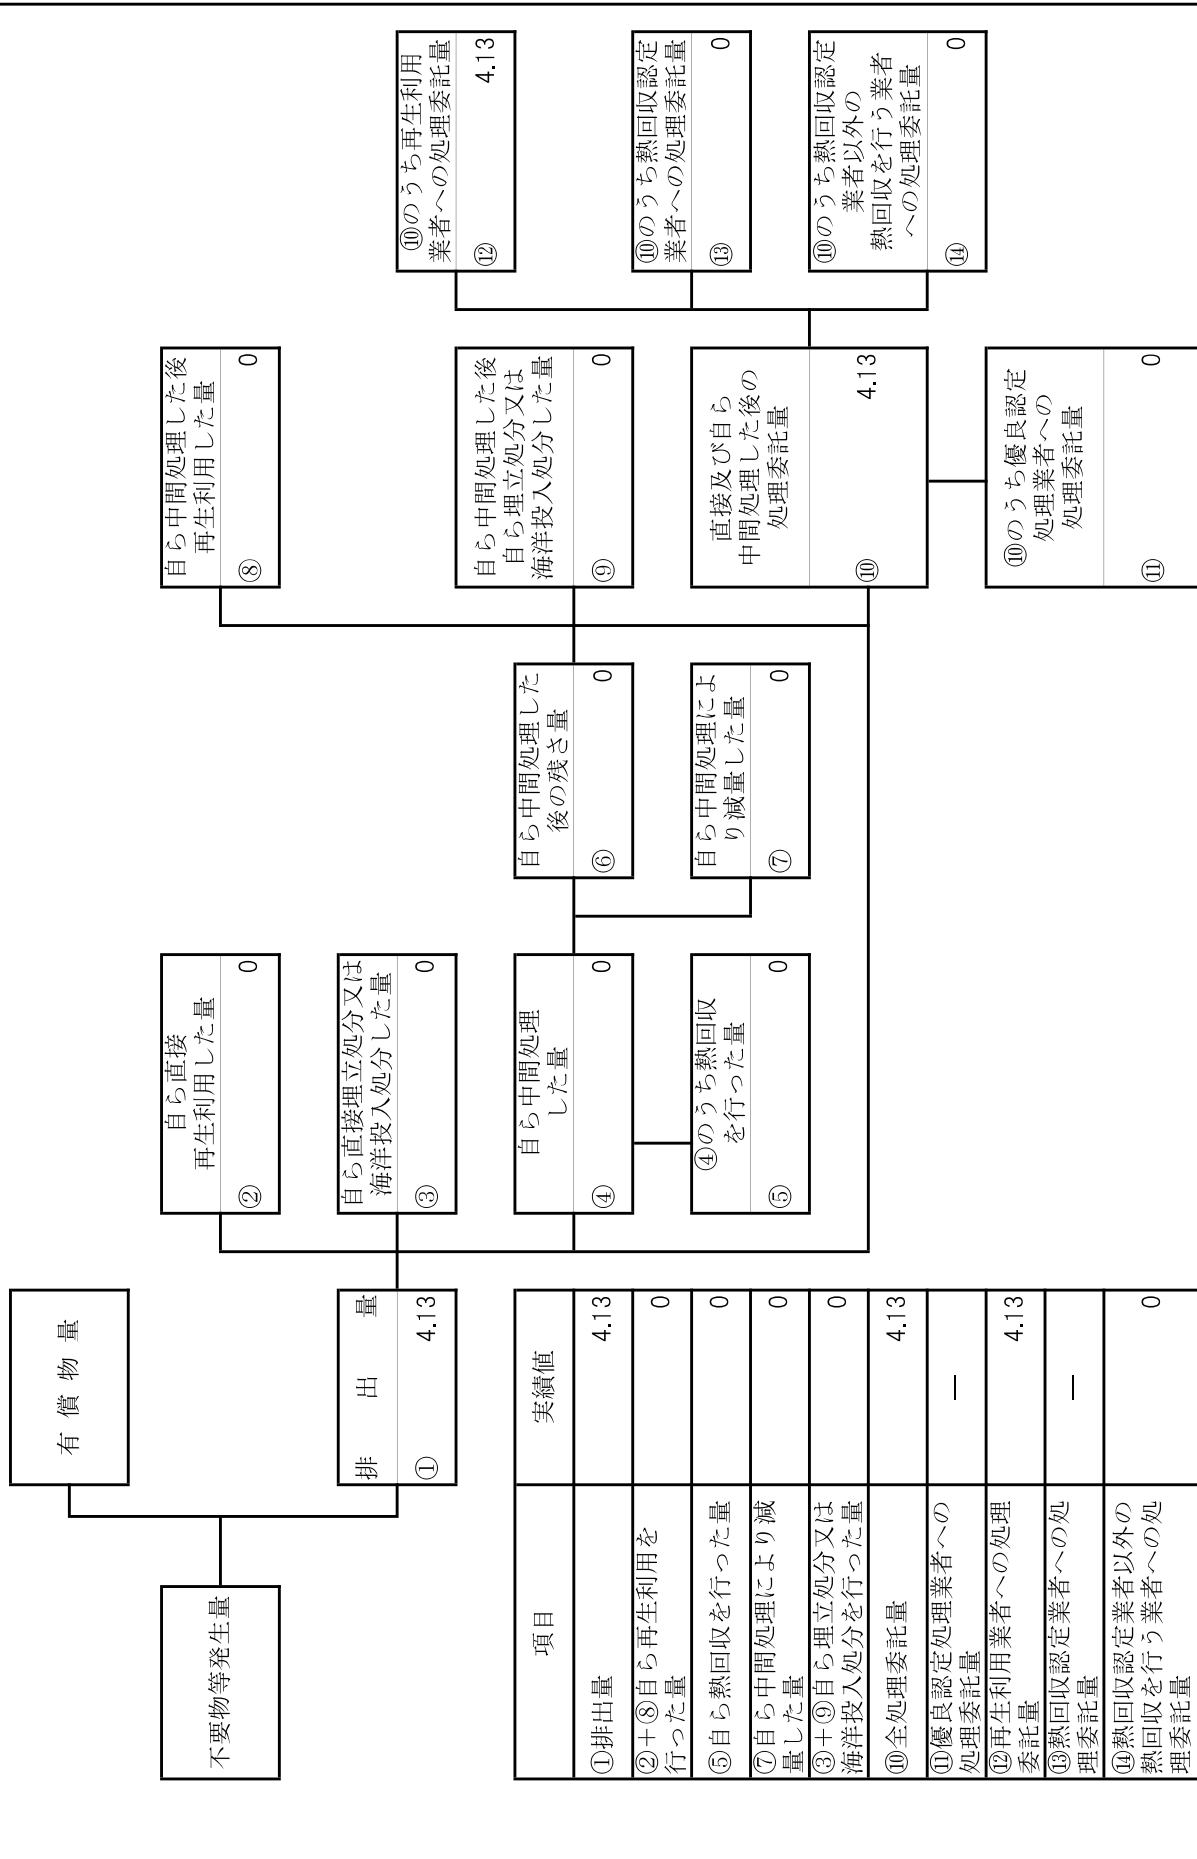 不要物等発生量
有 償 物 量
排 出 量
① 4.13
自ら直接
再生利用した量
② 0
自ら直接埋立処分又は
海洋投入処分した量
③ 0
自ら中間処理
した量
④ 0
④のうち熱回収
を行った量
⑤ 0
自ら中間処理した
後の残さ量
⑥ 0
自ら中間処理によ
り減量した量
⑦ 0
自ら中間処理した後
再生利用した量
⑧ 0
自ら中間処理した後
自ら埋立処分又は
海洋投入処分した量
⑨ 0
直接及び自ら
中間処理した後の
処理委託量
⑩ 4.13
⑩のうち優良認定
処理業者への
処理委託量
⑪ 0
⑩のうち再生利用
業者への処理委託量
⑫ 4.13
⑩のうち熱回収認定
業者への処理委託量
⑬ 0
⑩のうち熱回収認定
業者以外の
熱回収を行う業者
への処理委託量
⑭ 0
項目 実績値
①排出量 4.13
②+⑧自ら再生利用を
行った量 0
⑤自ら熱回収を行った量 0
⑦自ら中間処理により減
量した量 0
③+⑨自ら埋立処分又は
海洋投入処分を行った量 0
⑩全処理委託量 4.13
⑪優良認定処理業者への
処理委託量 ―
⑫再生利用業者への処理
委託量 4.13
⑬熱回収認定業者への処
理委託量 ―
⑭熱回収認定業者以外の
熱回収を行う業者への処
理委託量 0